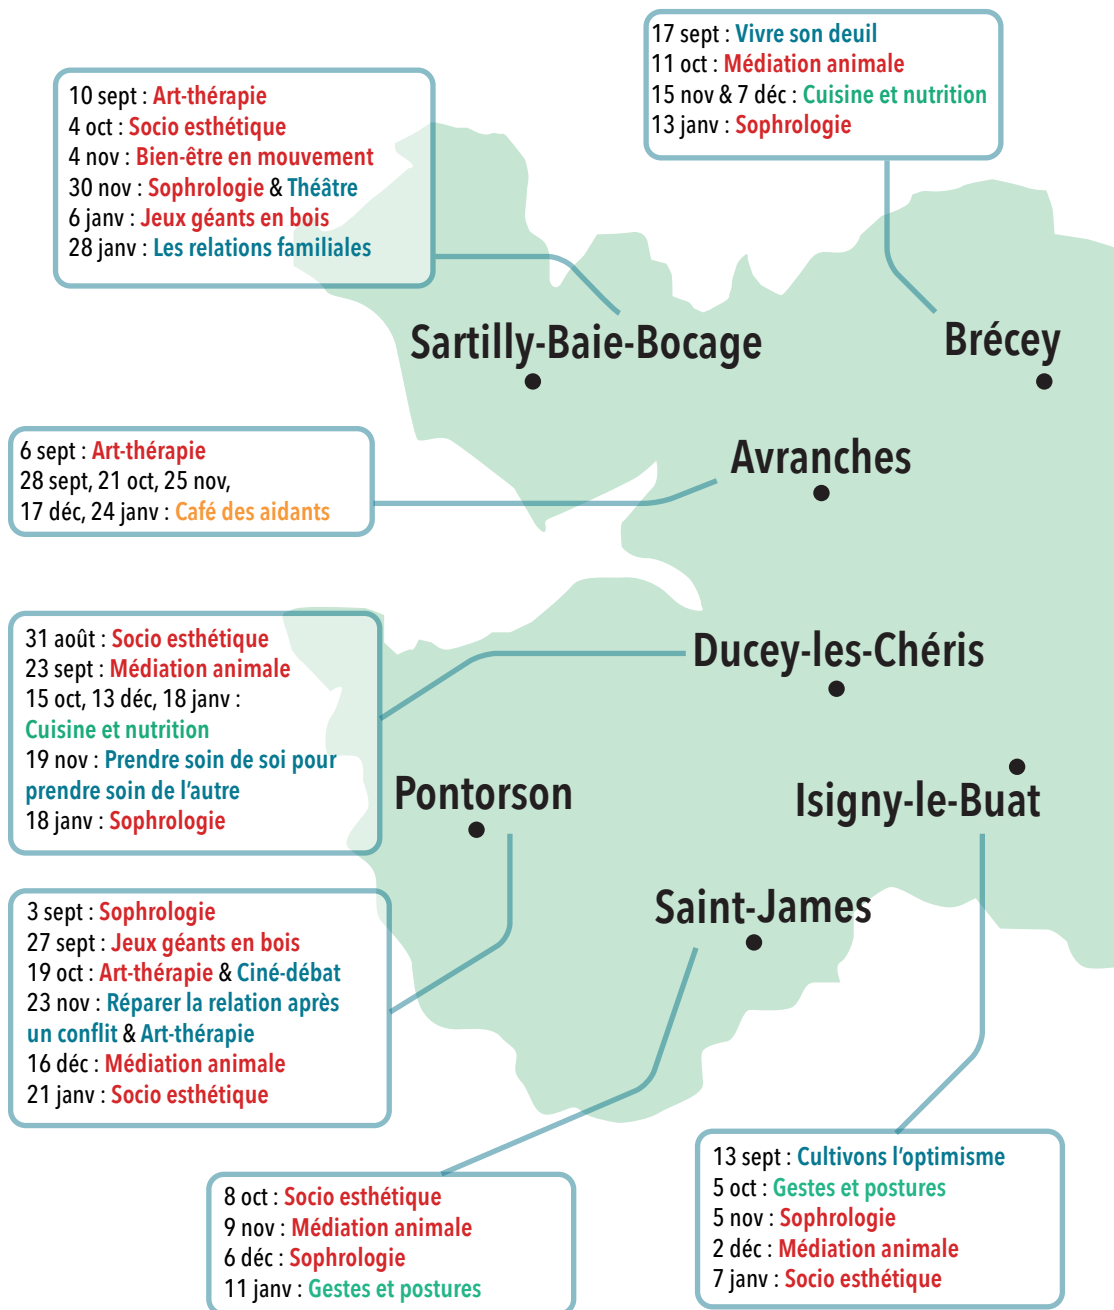 17 sept : Vivre son deuil
11 oct : Médiation animale
15 nov & 7 déc : Cuisine et nutrition
13 janv : Sophrologie
10 sept : Art-thérapie
4 oct : Socio esthétique
4 nov : Bien-être en mouvement
30 nov : Sophrologie & Théâtre
6 janv : Jeux géants en bois
28 janv : Les relations familiales
Sartilly-Baie-Bocage
Brécey
6 sept : Art-thérapie
28 sept, 21 oct, 25 nov,
17 déc, 24 janv : Café des aidants
Avranches
31 août : Socio esthétique
23 sept : Médiation animale
15 oct, 13 déc, 18 janv :
Cuisine et nutrition
19 nov : Prendre soin de soi pour
prendre soin de l'autre
18 janv : Sophrologie
Ducey-les-Chéris
Pontorson
Isigny-le-Buat
Saint-James
3 sept : Sophrologie
27 sept : Jeux géants en bois
19 oct : Art-thérapie & Ciné-débat
23 nov : Réparer la relation après
un conflit & Art-thérapie
16 déc : Médiation animale
21 janv : Socio esthétique
8 oct : Socio esthétique
9 nov : Médiation animale
6 déc : Sophrologie
11 janv : Gestes et postures
13 sept : Cultivons l'optimisme
5 oct : Gestes et postures
5 nov : Sophrologie
2 déc : Médiation animale
7 janv : Socio esthétique